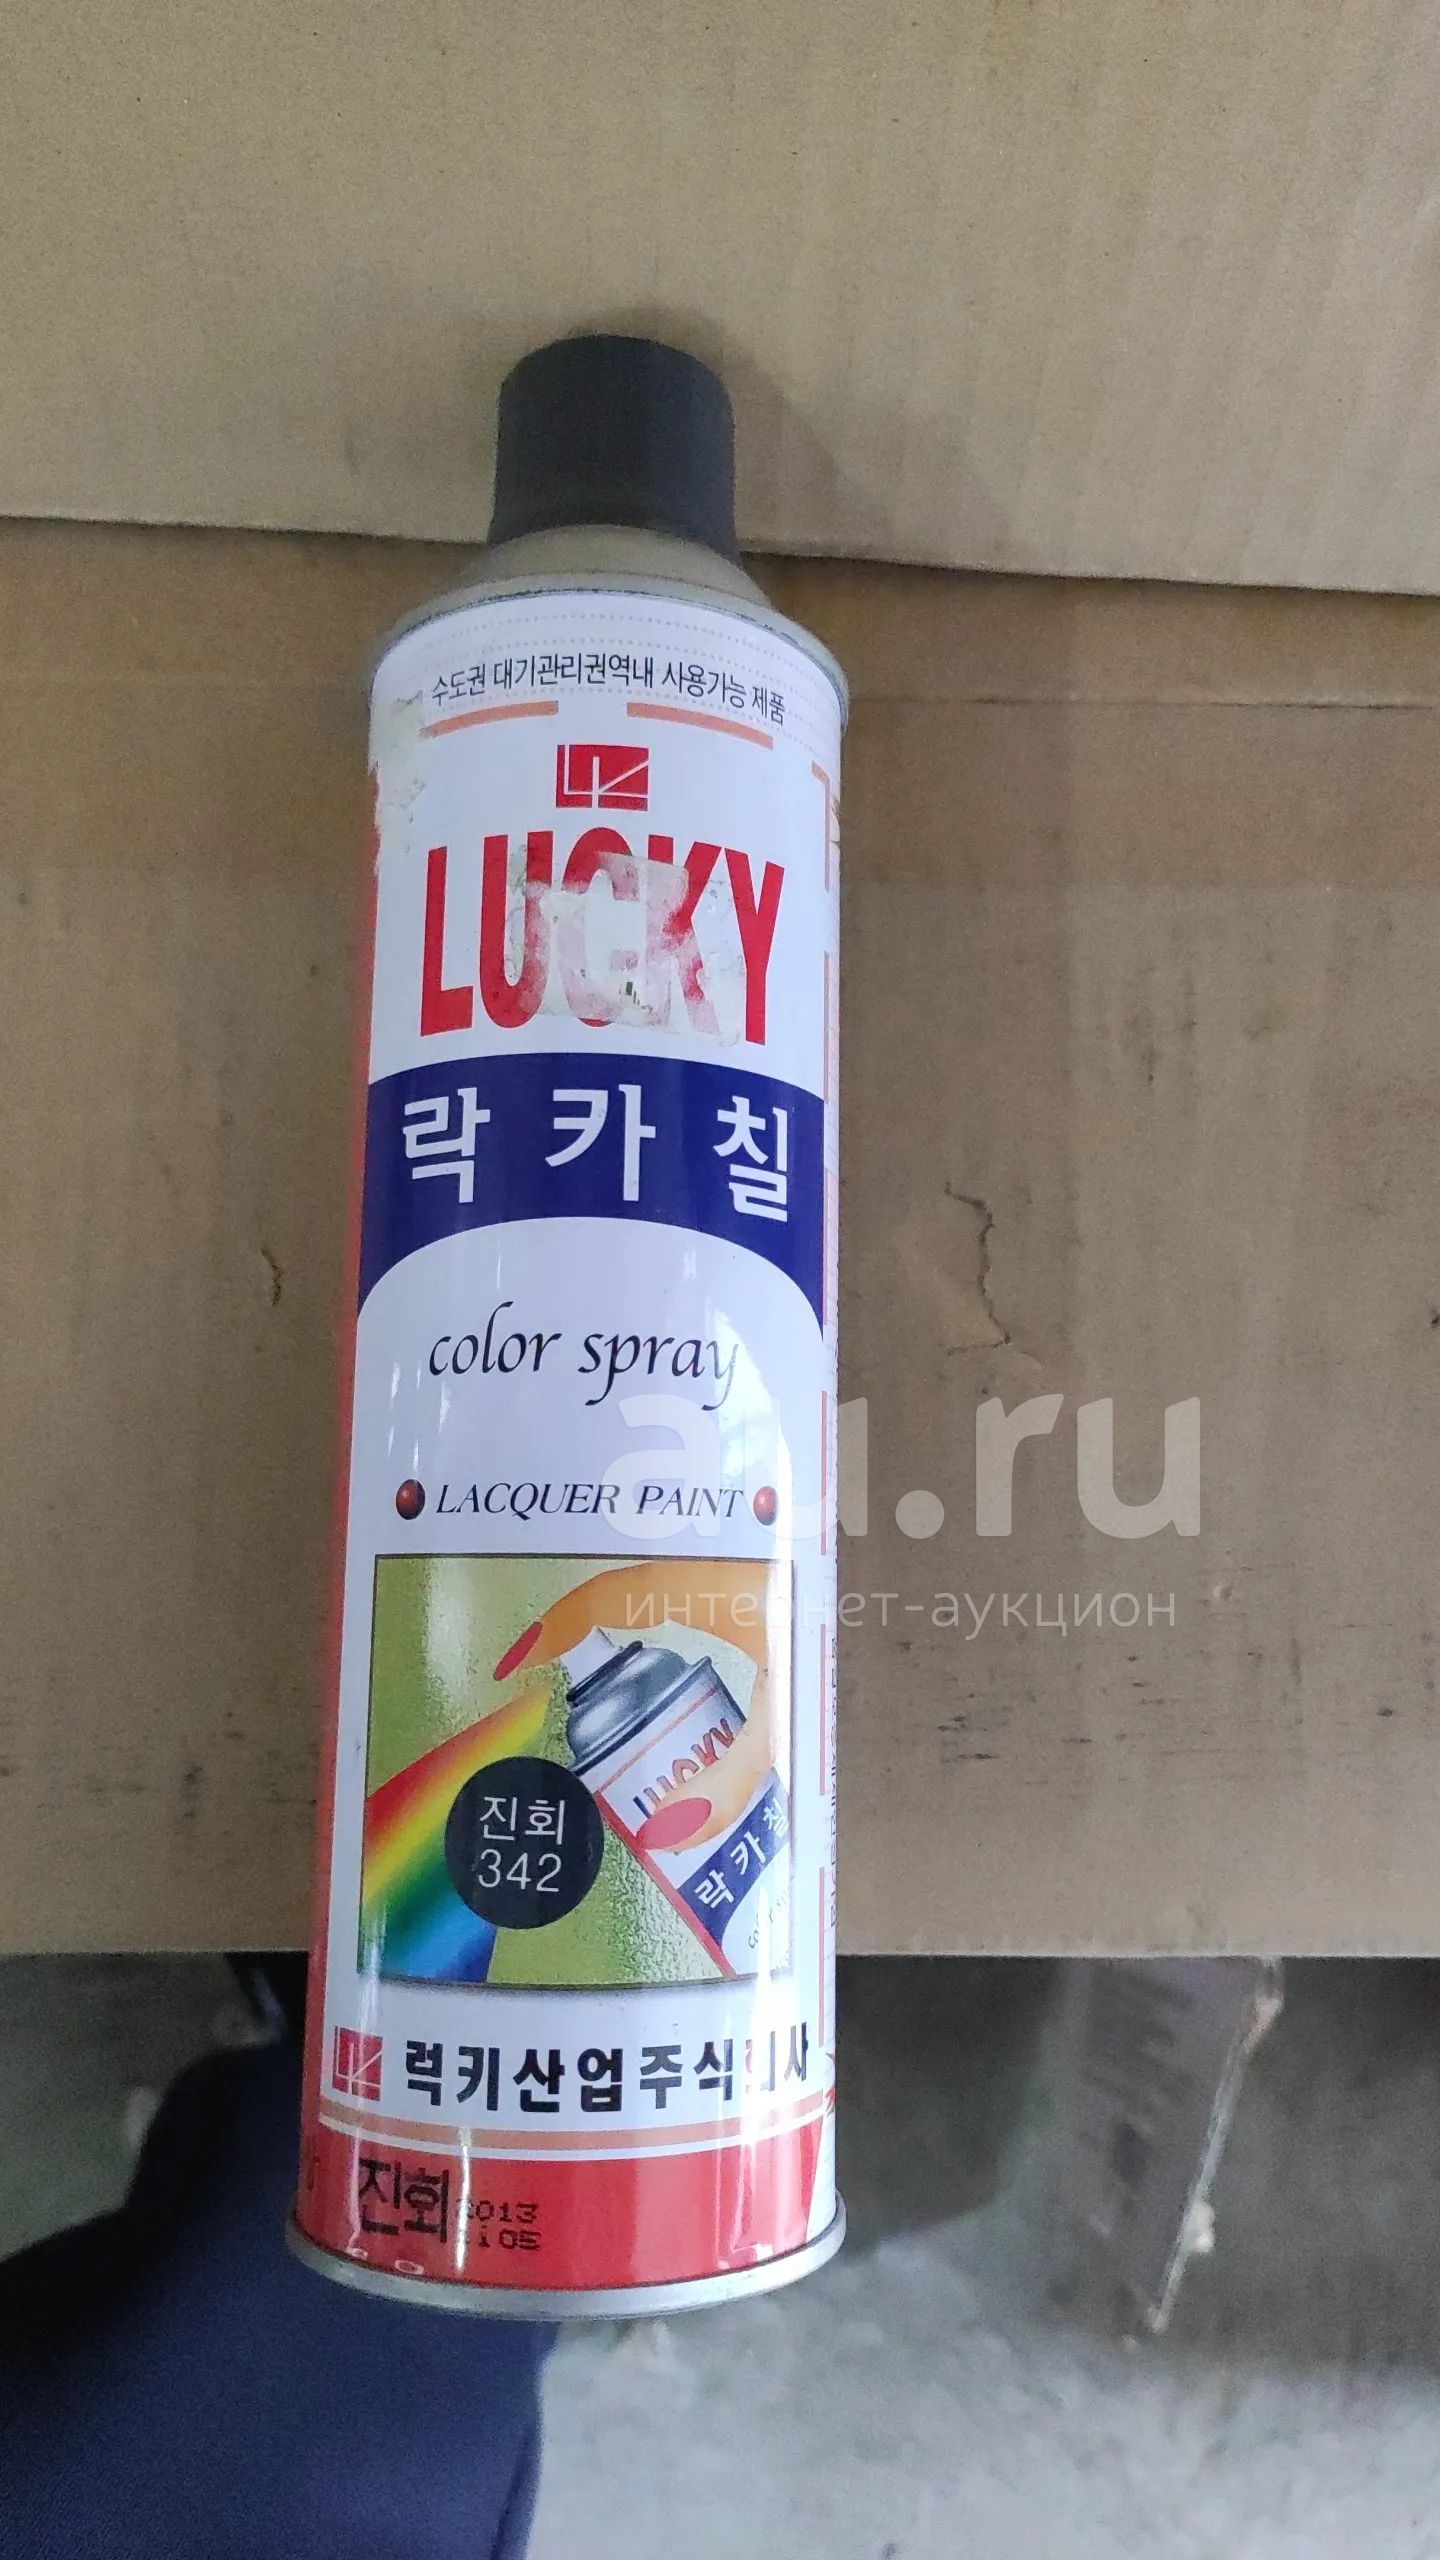 수도권 대기관리권역내 사용가능 제품
LUCKY
락카칠
color spray
LACQUER PAINT
au.ru
интернет-аукцион
LUCKY
진회
342
락카칠
럭키산업주식회사
진회